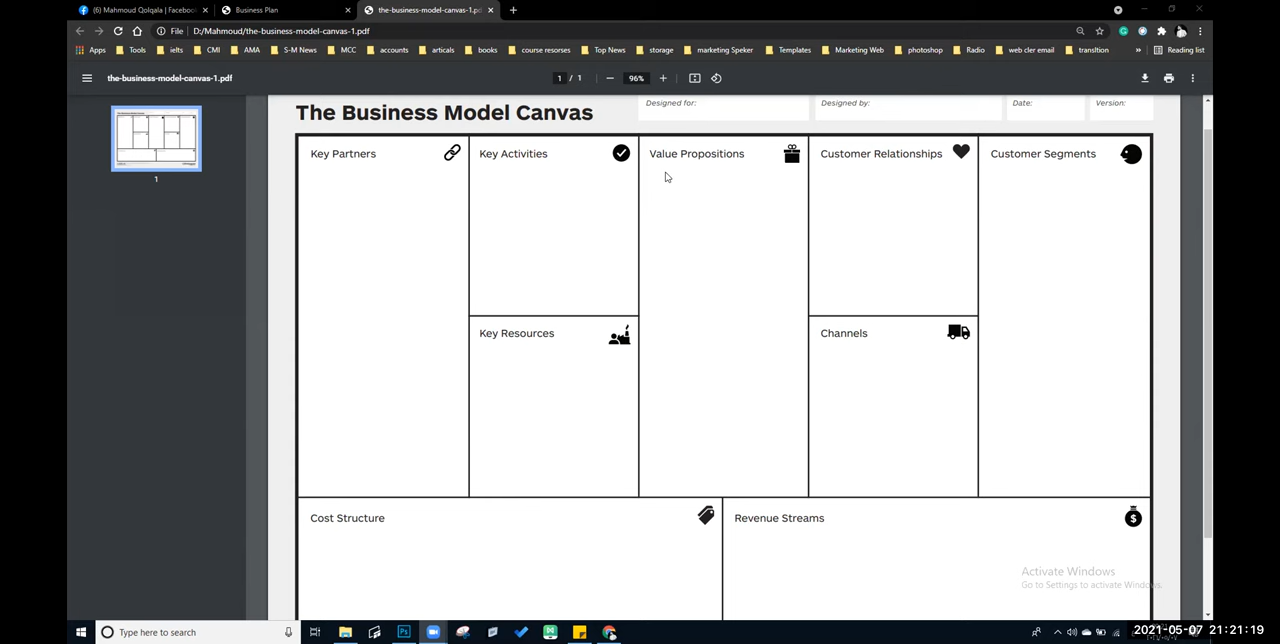 (6) Mahmoud Qolqala | Faceboo
Business Plan
the-business-model-canvas-1.pdf
File
D:/Mahmoud/the-business-model-canvas-1.pdf
Apps
Tools
ielts
CMI
AMA
S-M News
MCC
accounts
articals
books
course resorses
Top News
storage
marketing Speker
Templates
Marketing Web
photoshop
Radio
web cler email
transltion
»
Reading list
the-business-model-canvas-1.pdf
1 / 1
96%
1
The Business Model Canvas
Designed for:
Designed by:
Date:
Version:
Key Partners
Key Activities
Value Propositions
Customer Relationships
Customer Segments
Key Resources
Channels
Cost Structure
Revenue Streams
$
Activate Windows
Go to Settings to activate Windows.
Type here to search
Ps
2021-05-07 21:21:19